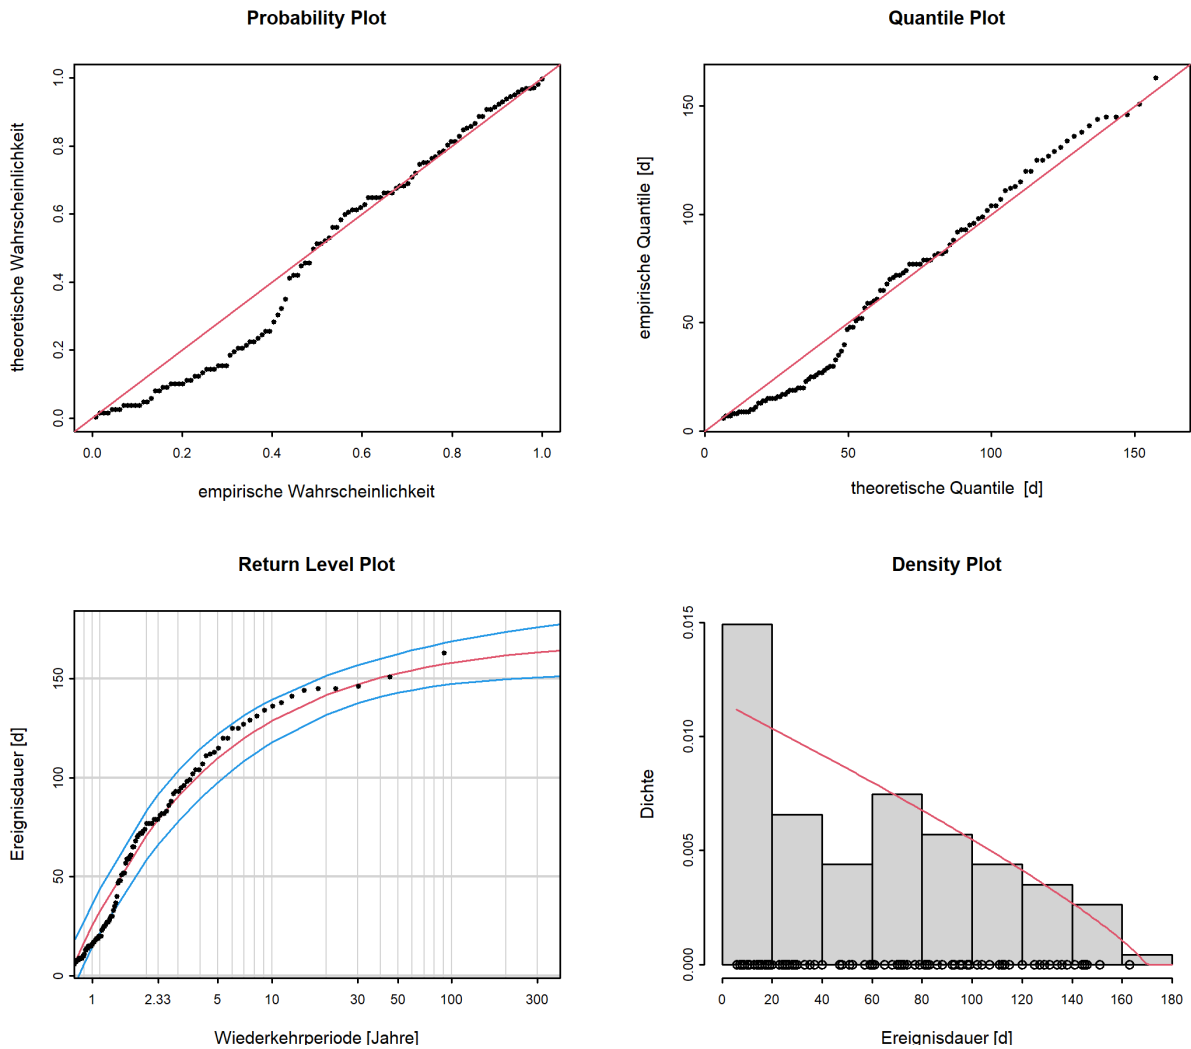 Probability Plot
theoretische Wahrscheinlichkeit
0.0 0.2 0.4 0.6 0.8 1.0
0.0 0.2 0.4 0.6 0.8 1.0
empirische Wahrscheinlichkeit
Quantile Plot
empirische Quantile [d]
0 50 100 150
0 50 100 150
theoretische Quantile [d]
Return Level Plot
Ereignisdauer [d]
0 50 100 150
1 2.33 5 10 30 50 100 300
Wiederkehrperiode [Jahre]
Density Plot
Dichte
0.000 0.005 0.010 0.015
0 20 40 60 80 100 120 140 160 180
Ereignisdauer [d]